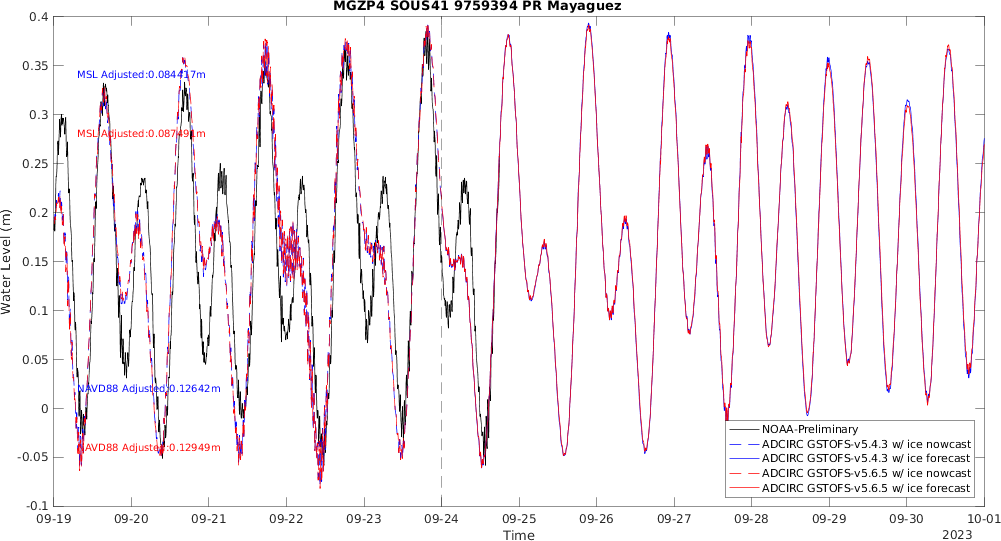 MGZP4 SOUS41 9759394 PR Mayaguez
0.4
0.35
0.3
0.25
0.2
0.15
0.1
0.05
0
-0.05
-0.1
Water Level (m)
MSL Adjusted:0.084417m
MSL Adjusted:0.087491m
NAVD88 Adjusted:0.12642m
NAVD88 Adjusted:0.12949m
NOAA-Preliminary
ADCIRC GSTOFS-v5.4.3 w/ ice nowcast
ADCIRC GSTOFS-v5.4.3 w/ ice forecast
ADCIRC GSTOFS-v5.6.5 w/ ice nowcast
ADCIRC GSTOFS-v5.6.5 w/ ice forecast
09-19 09-20 09-21 09-22 09-23 09-24 09-25 09-26 09-27 09-28 09-29 09-30 10-01
Time
2023